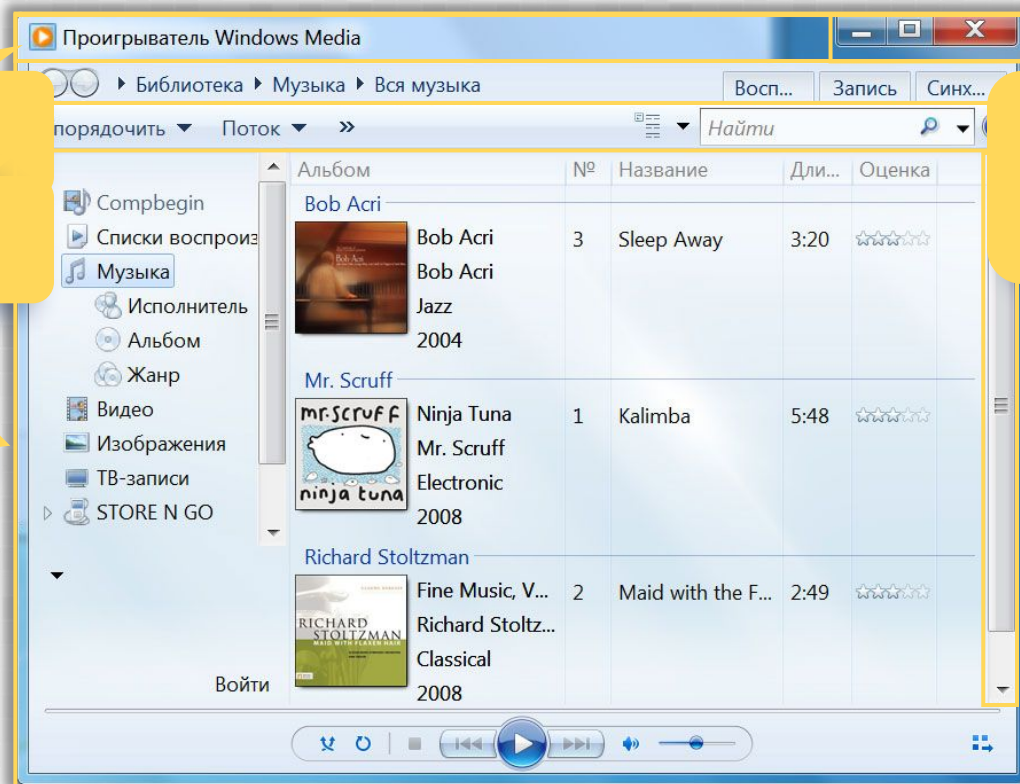 Проигрыватель Windows Media
Библиотека Музыка Вся музыка
Восп... Запись Синх...
порядочить Поток »
Найти
Compbegin
Списки воспроиз
Музыка
Исполнитель
Альбом
Жанр
Видео
Изображения
ТВ-записи
STORE N GO
Войти
Альбом № Название Дли... Оценка
Bob Acri
Bob Acri 3 Sleep Away 3:20
Bob Acri
Jazz
2004
Mr. Scruff
mr.scruff
ninja tuna
Ninja Tuna 1 Kalimba 5:48
Mr. Scruff
Electronic
2008
Richard Stoltzman
RICHARD
STOLTZMAN
MAID WITH FLAXEN HAIR
Fine Music, V... 2 Maid with the F... 2:49
Richard Stoltz...
Classical
2008